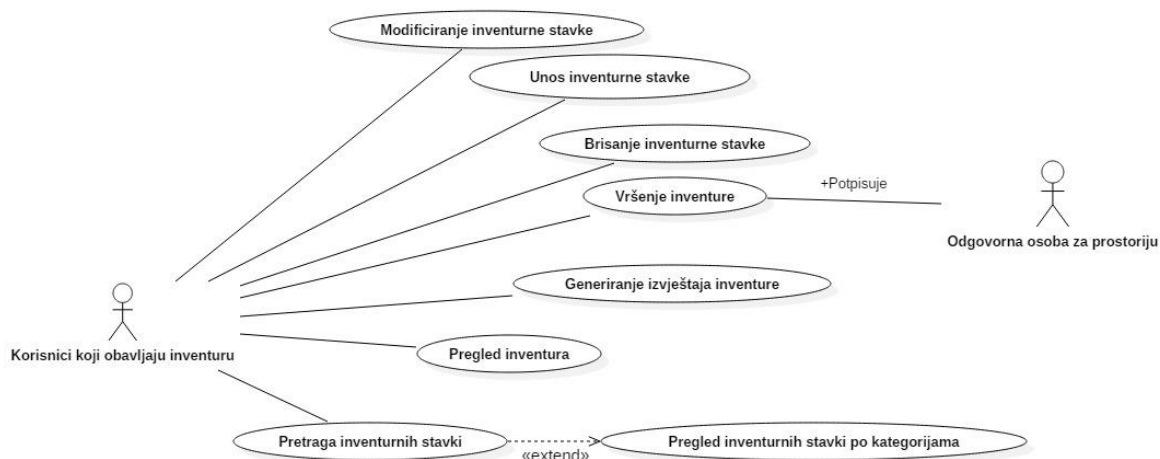 Modificiranje inventurne stavke
Unos inventurne stavke
Brisanje inventurne stavke
Vršenje inventure
+Potpisuje
Odgovorna osoba za prostoriju
Generiranje izvještaja inventure
Korisnici koji obavljaju inventuru
Pregled inventura
Pretraga inventurnih stavki
«extend»
Pregled inventurnih stavki po kategorijama